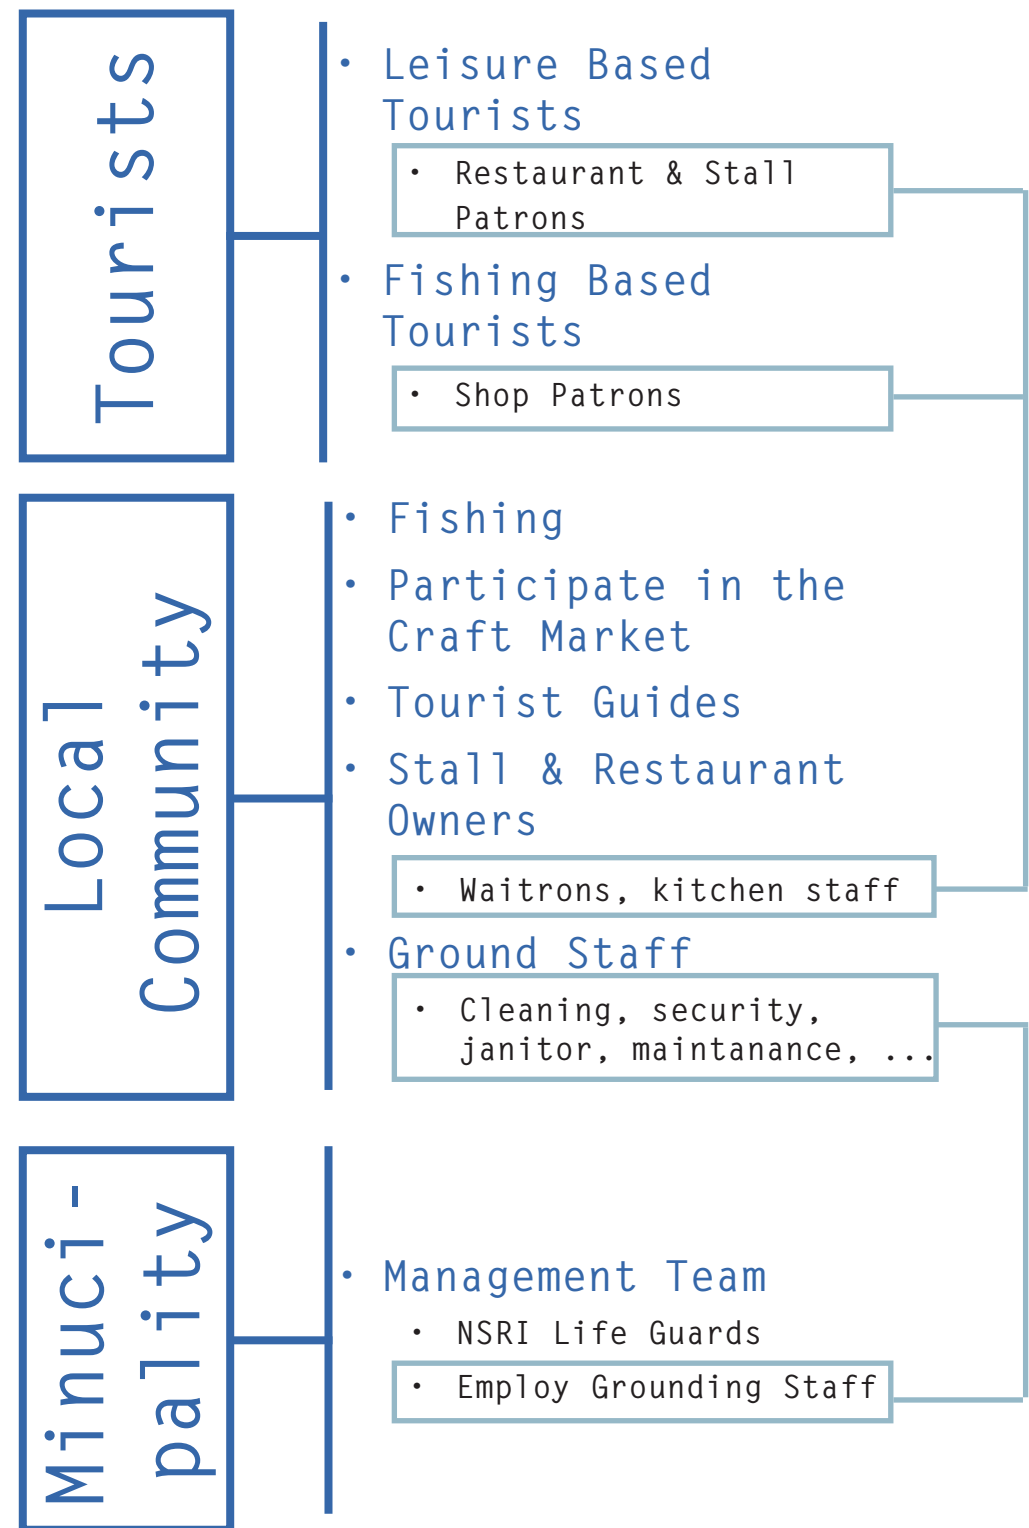 Tourists
• Leisure Based
Tourists
• Restaurant & Stall
Patrons
• Fishing Based
Tourists
• Shop Patrons
Local
Community
• Fishing
• Participate in the
Craft Market
• Tourist Guides
• Stall & Restaurant
Owners
• Waitrons, kitchen staff
• Ground Staff
• Cleaning, security,
janitor, maintanance, ...
Minuci-
pality
• Management Team
• NSRI Life Guards
• Employ Grounding Staff